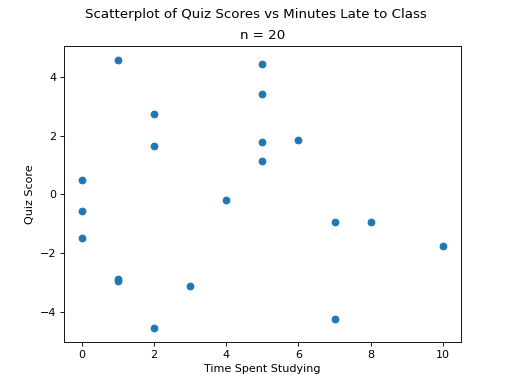 Scatterplot of Quiz Scores vs Minutes Late to Class
n = 20
4
2
0
−2
−4
Quiz Score
0 2 4 6 8 10
Time Spent Studying